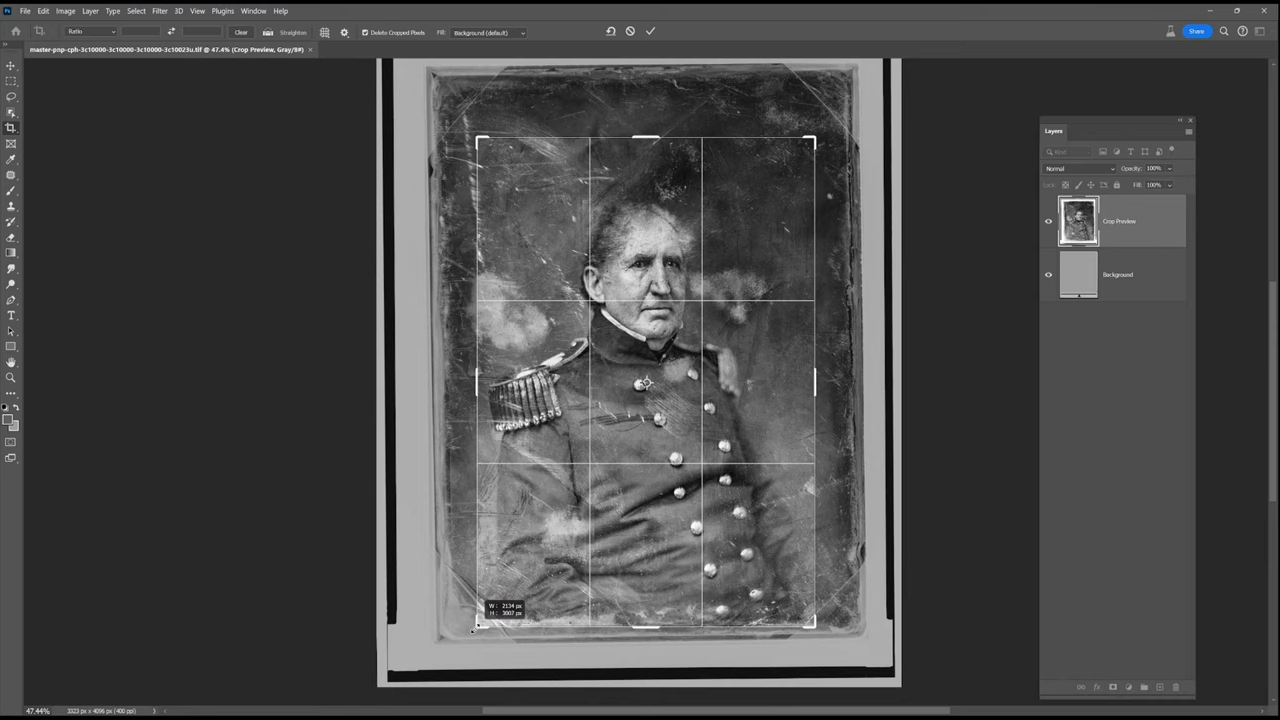 File Edit Image Layer Type Select Filter 3D View Plugins Window Help
Ratio Clear Straighten Delete Cropped Pixels Fill: Background (default) Share
master-pnp-cph-3c10000-3c10000-3c10023u.tif @ 47.4% (Crop Preview, Gray/8#) ×
Layers
Kind
Normal Opacity: 100%
Lock: Fill: 100%
Crop Preview
Background
W: 2134 px
H: 3007 px
47.44% 3323 px x 4096 px (400 ppi)